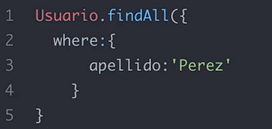 1 Usuario.findAll({
2   where:{
3       apellido:'Perez'
4     }
5 }